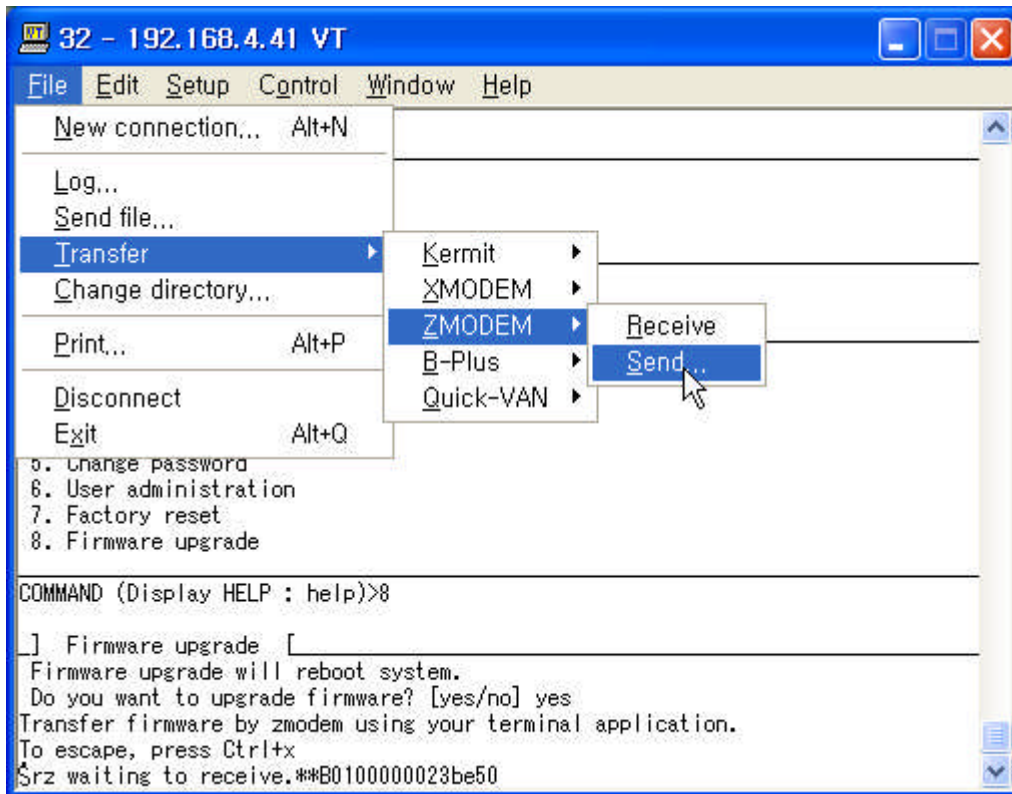 32 - 192.168.4.41 VT
File Edit Setup Control Window Help
New connection... Alt+N
Log...
Send file...
Transfer
Change directory...
Print... Alt+P
Disconnect
Exit Alt+Q
Kermit
XMODEM
ZMODEM
B-Plus
Quick-VAN
Receive
Send...
5. Change password
6. User administration
7. Factory reset
8. Firmware upgrade
COMMAND (Display HELP : help)>8
_] Firmware upgrade [
Firmware upgrade will reboot system.
Do you want to upgrade firmware? [yes/no] yes
Transfer firmware by zmodem using your terminal application.
To escape, press Ctrl+x
Śrz waiting to receive.**B0100000023be50